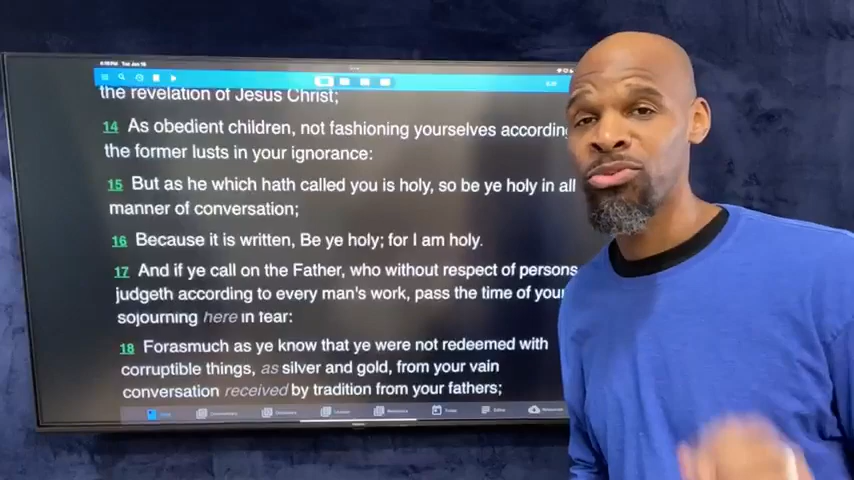 the revelation of Jesus Christ;
14 As obedient children, not fashioning yourselves according
the former lusts in your ignorance:
15 But as he which hath called you is holy, so be ye holy in all
manner of conversation;
16 Because it is written, Be ye holy; for I am holy.
17 And if ye call on the Father, who without respect of persons
judgeth according to every man's work, pass the time of your
sojourning here in fear:
18 Forasmuch as ye know that ye were not redeemed with
corruptible things, as silver and gold, from your vain
conversation received by tradition from your fathers;